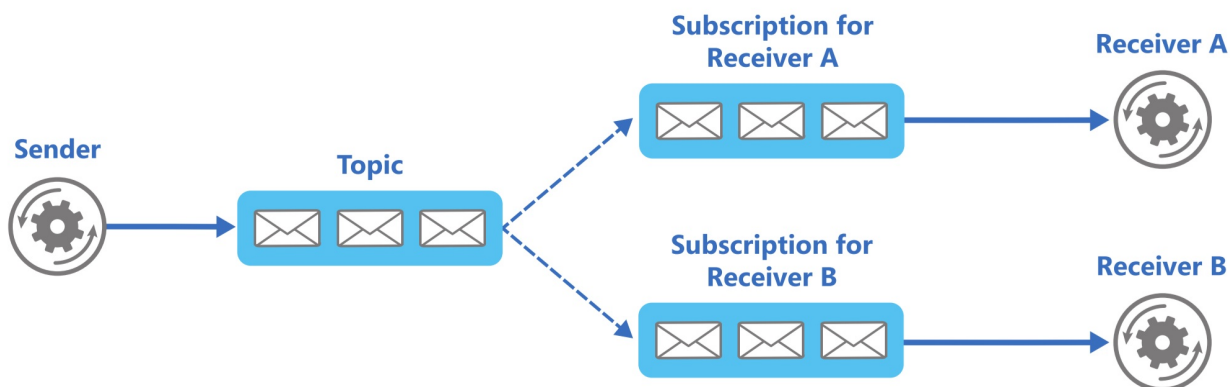 Sender
Topic
Subscription for
Receiver A
Receiver A
Subscription for
Receiver B
Receiver B